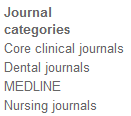 Journal
categories
Core clinical journals
Dental journals
MEDLINE
Nursing journals